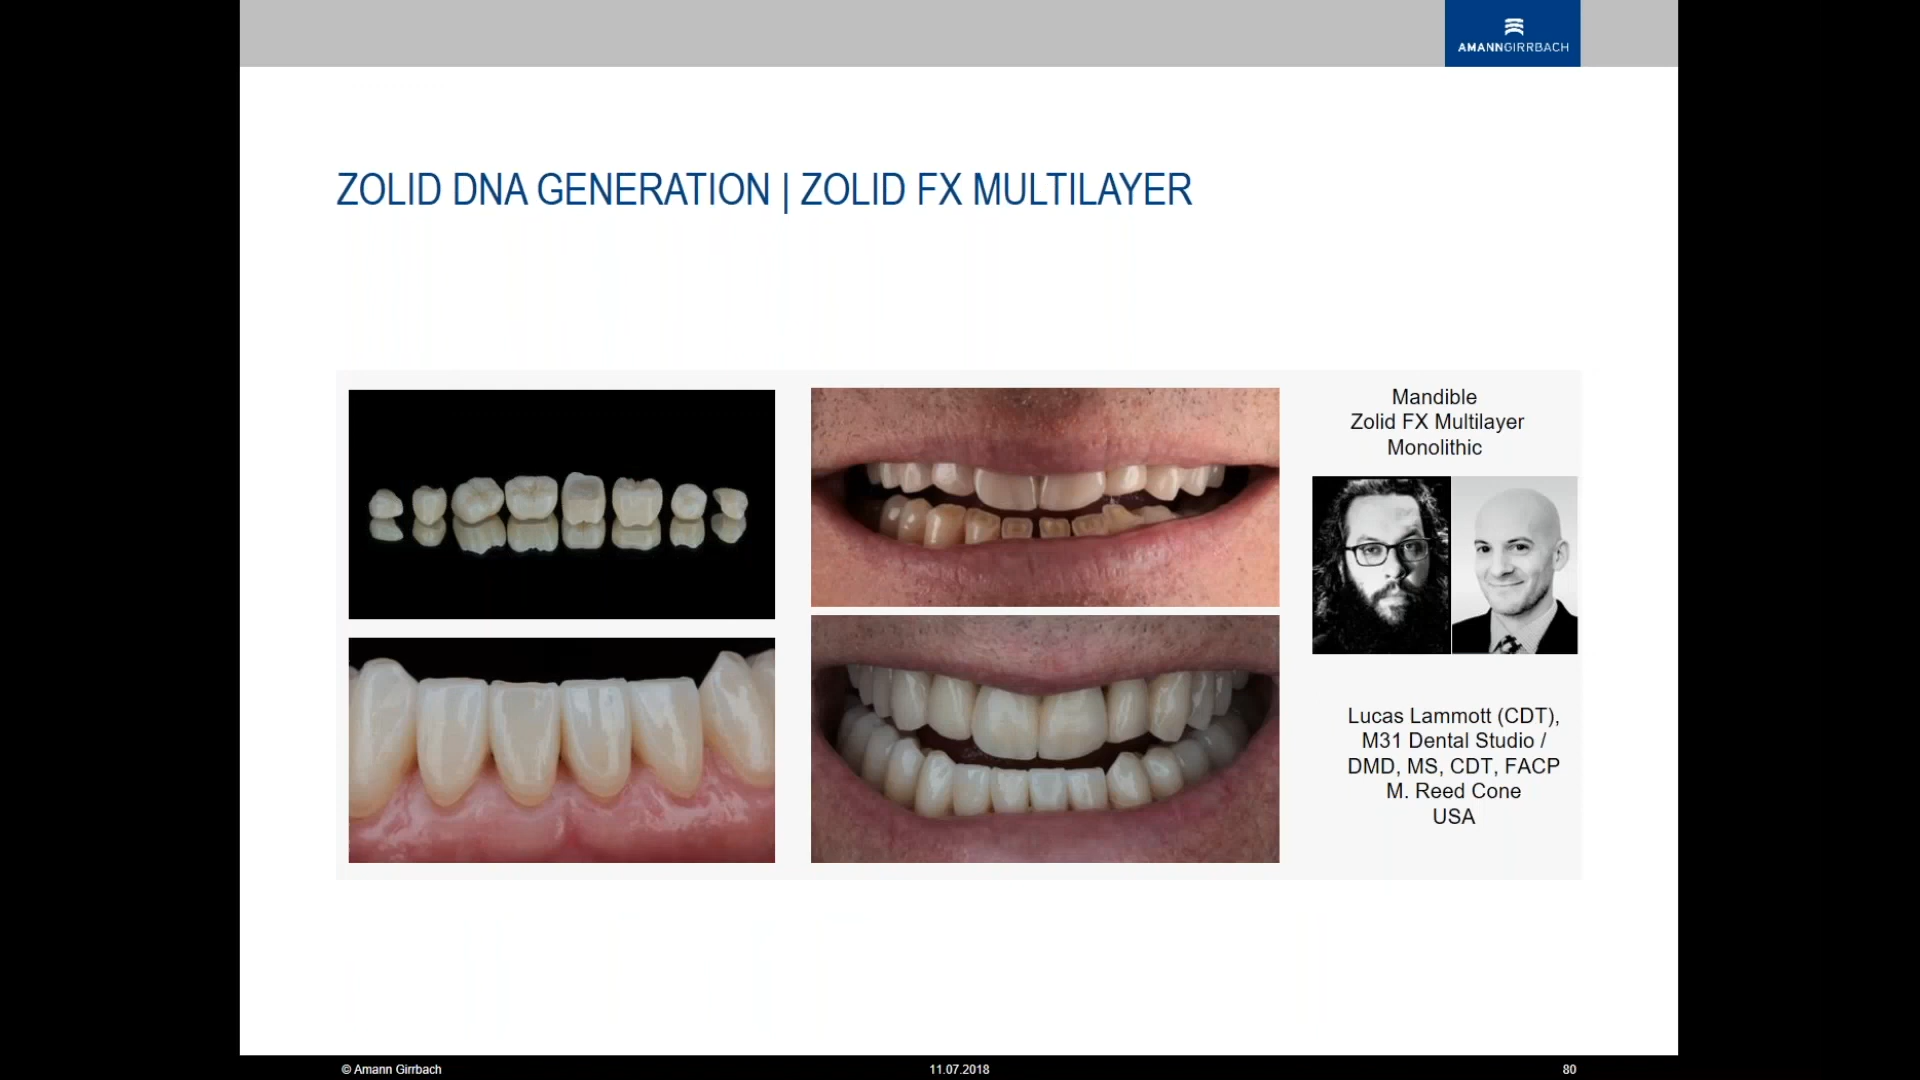 AMANNGIRRBACH
ZOLID DNA GENERATION | ZOLID FX MULTILAYER
Mandible
Zolid FX Multilayer
Monolithic
Lucas Lammott (CDT),
M31 Dental Studio /
DMD, MS, CDT, FACP
M. Reed Cone
USA
© Amann Girrbach
11.07.2018
80